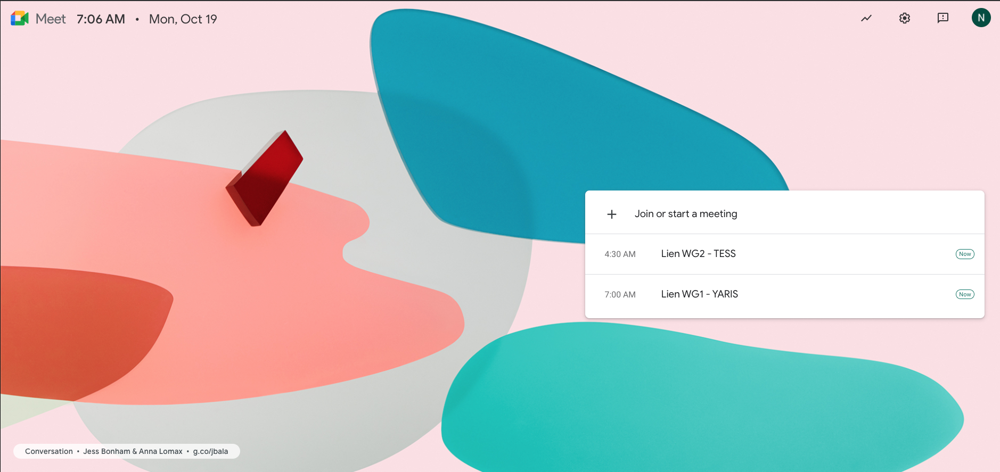 Meet 7:06 AM • Mon, Oct 19
N
Join or start a meeting
4:30 AM Lien WG2 - TESS Now
7:00 AM Lien WG1 - YARIS Now
Conversation • Jess Bonham & Anna Lomax • g.co/jbala